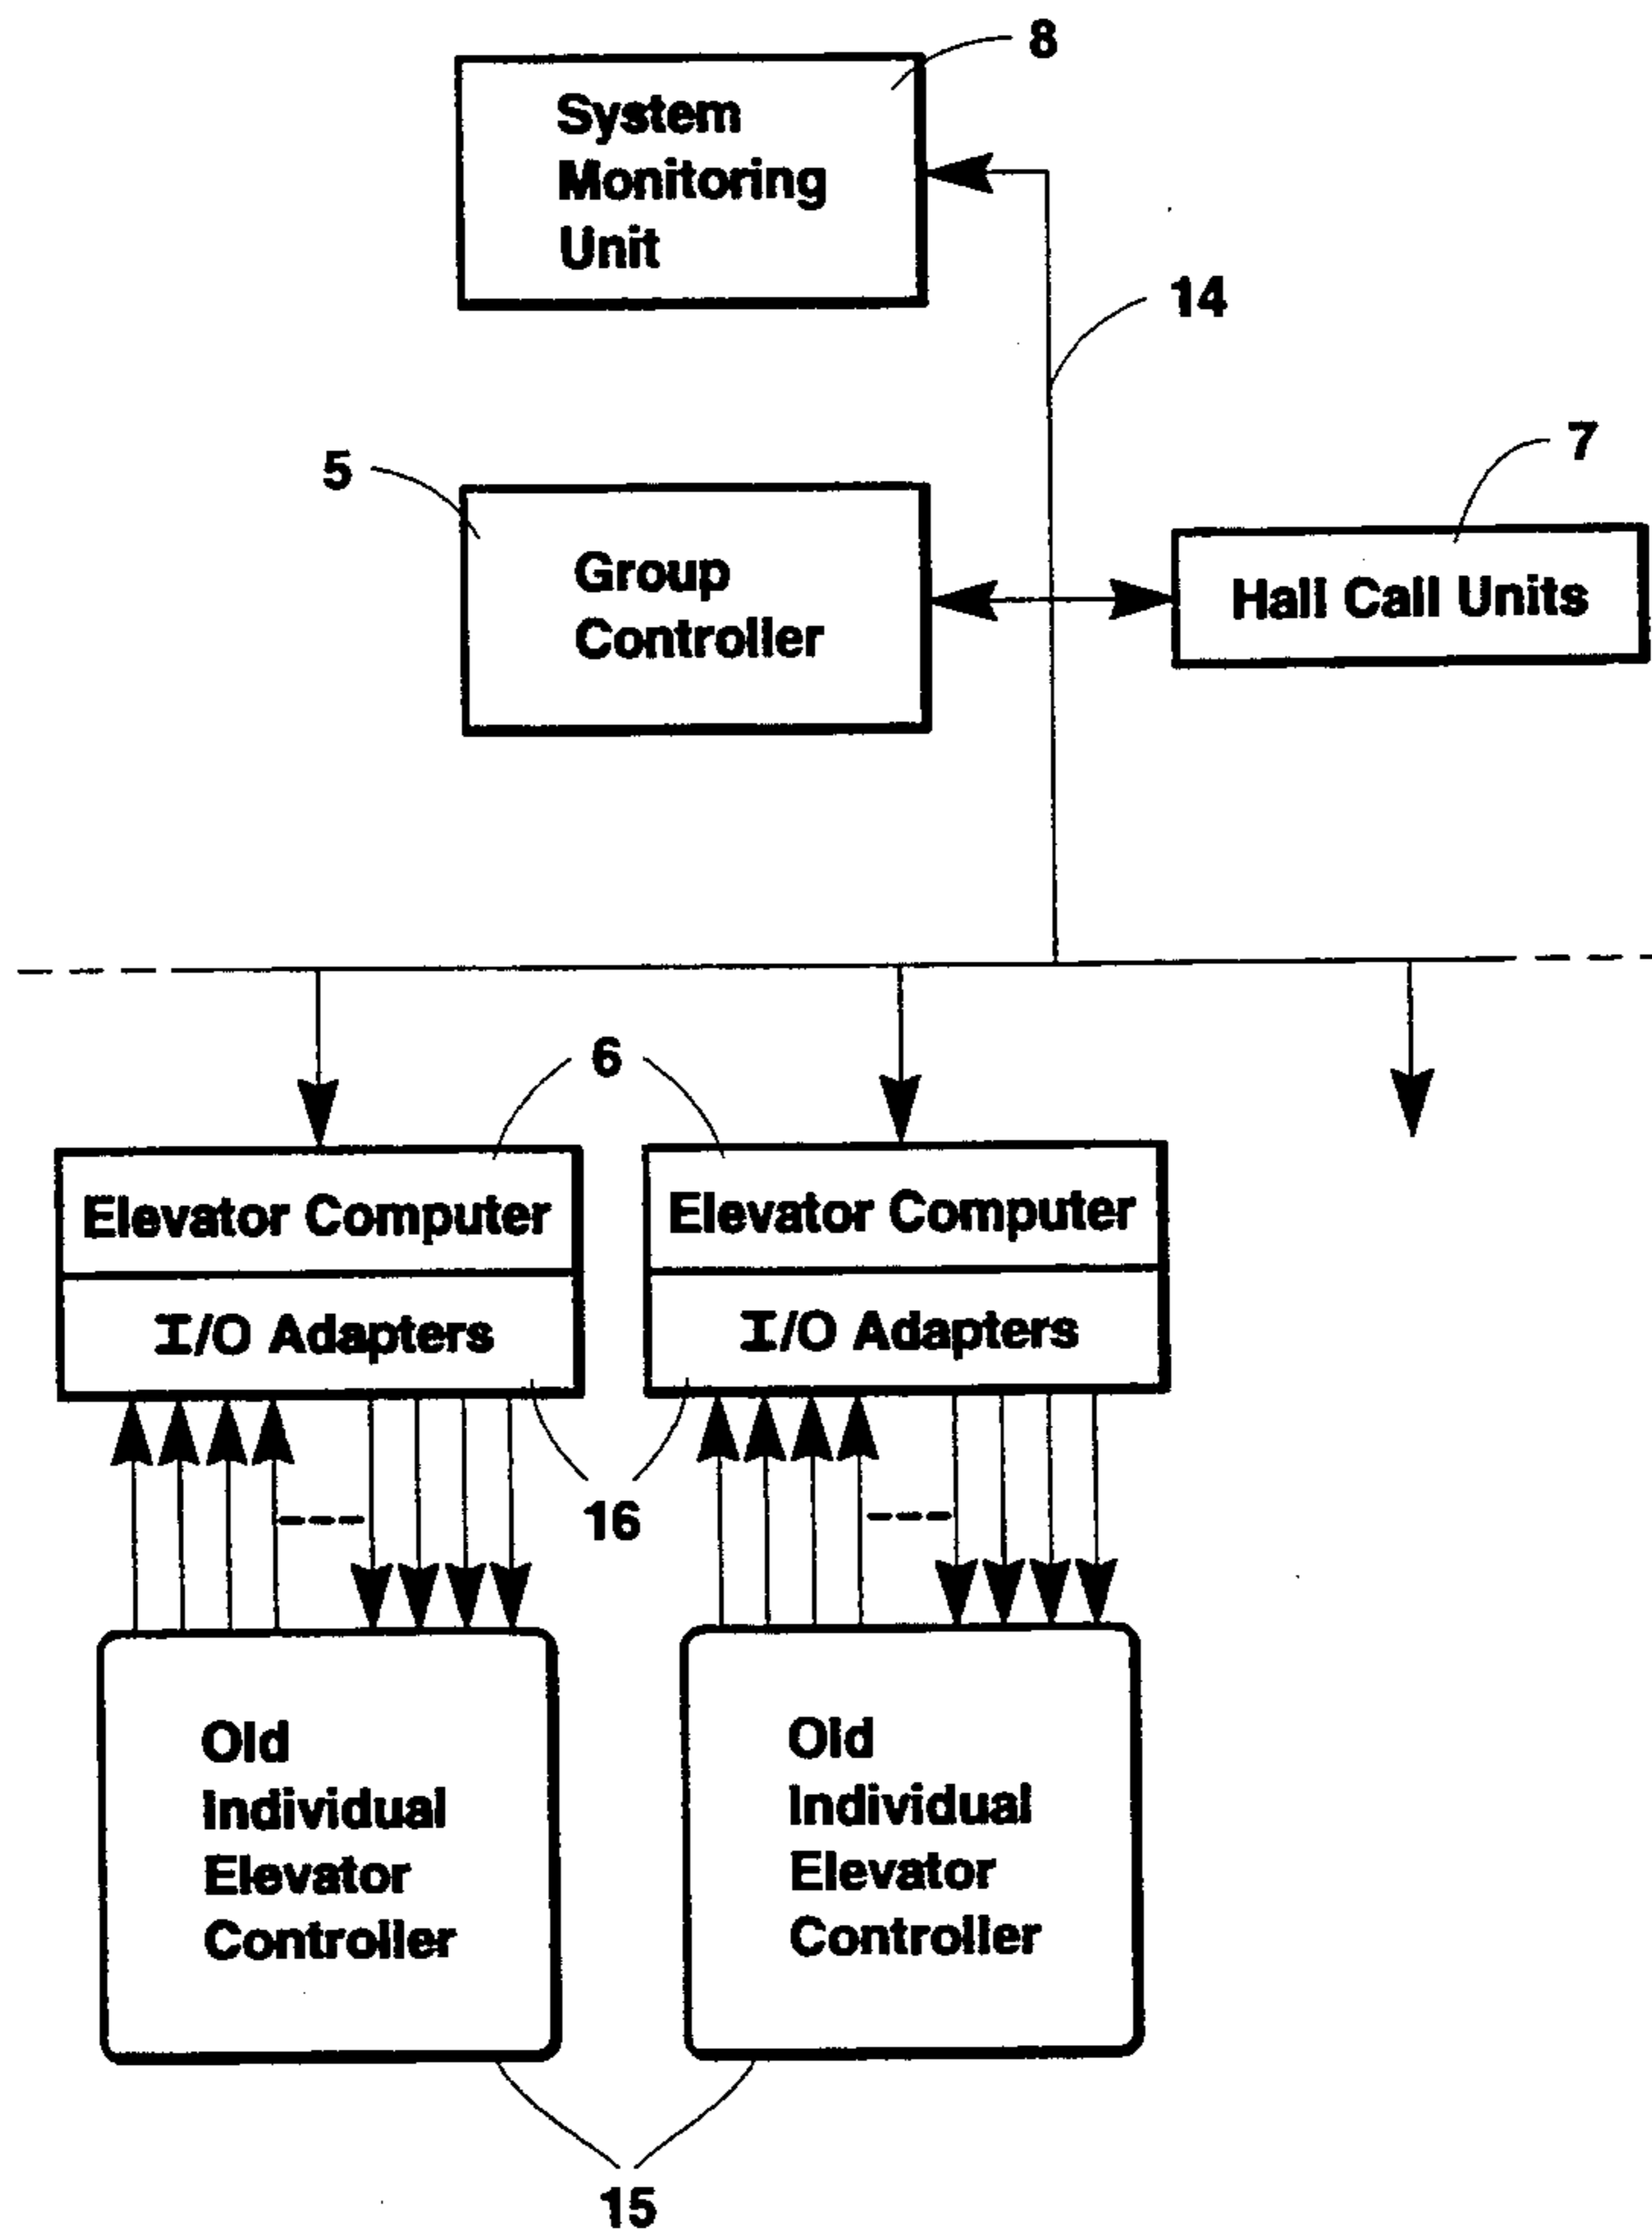 8
System
Monitoring
Unit
14
5
7
Group
Controller
Hall Call Units
6
Elevator Computer
Elevator Computer
I/O Adapters
I/O Adapters
16
Old
Individual
Elevator
Controller
Old
Individual
Elevator
Controller
15